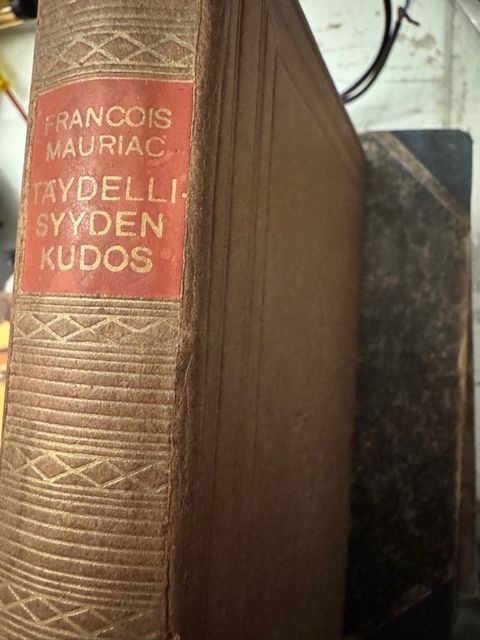 FRANCOIS
MAURIAC
TÄYDELLI-
SYYDEN
KUDOS